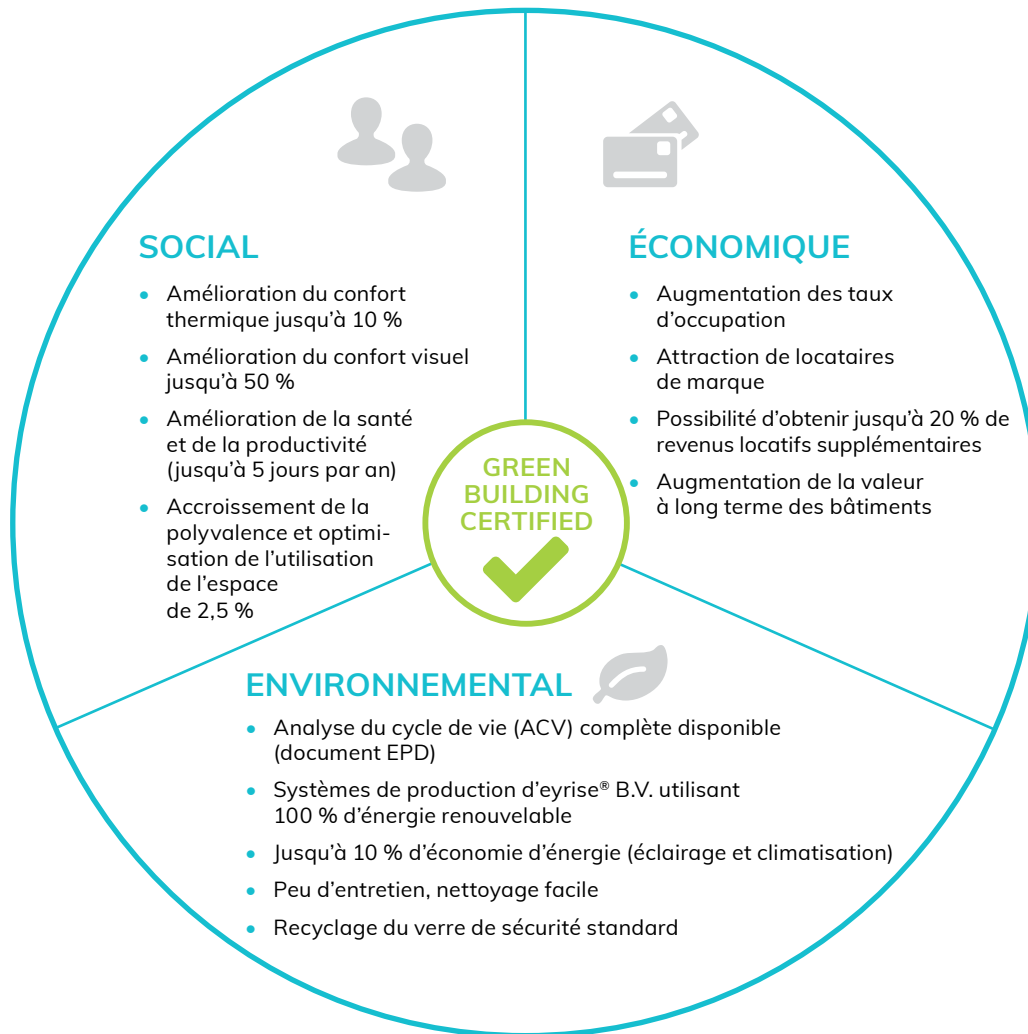 SOCIAL
• Amélioration du confort
thermique jusqu’à 10 %
• Amélioration du confort visuel
jusqu’à 50 %
• Amélioration de la santé
et de la productivité
(jusqu’à 5 jours par an)
• Accroissement de la
polyvalence et optimi-
sation de l’utilisation
de l’espace
de 2,5 %
ÉCONOMIQUE
• Augmentation des taux
d’occupation
• Attraction de locataires
de marque
• Possibilité d’obtenir jusqu’à 20 % de
revenus locatifs supplémentaires
• Augmentation de la valeur
à long terme des bâtiments
GREEN
BUILDING
CERTIFIED
ENVIRONNEMENTAL
• Analyse du cycle de vie (ACV) complète disponible
(document EPD)
• Systèmes de production d’eyrise® B.V. utilisant
100 % d’énergie renouvelable
• Jusqu’à 10 % d’économie d’énergie (éclairage et climatisation)
• Peu d’entretien, nettoyage facile
• Recyclage du verre de sécurité standard